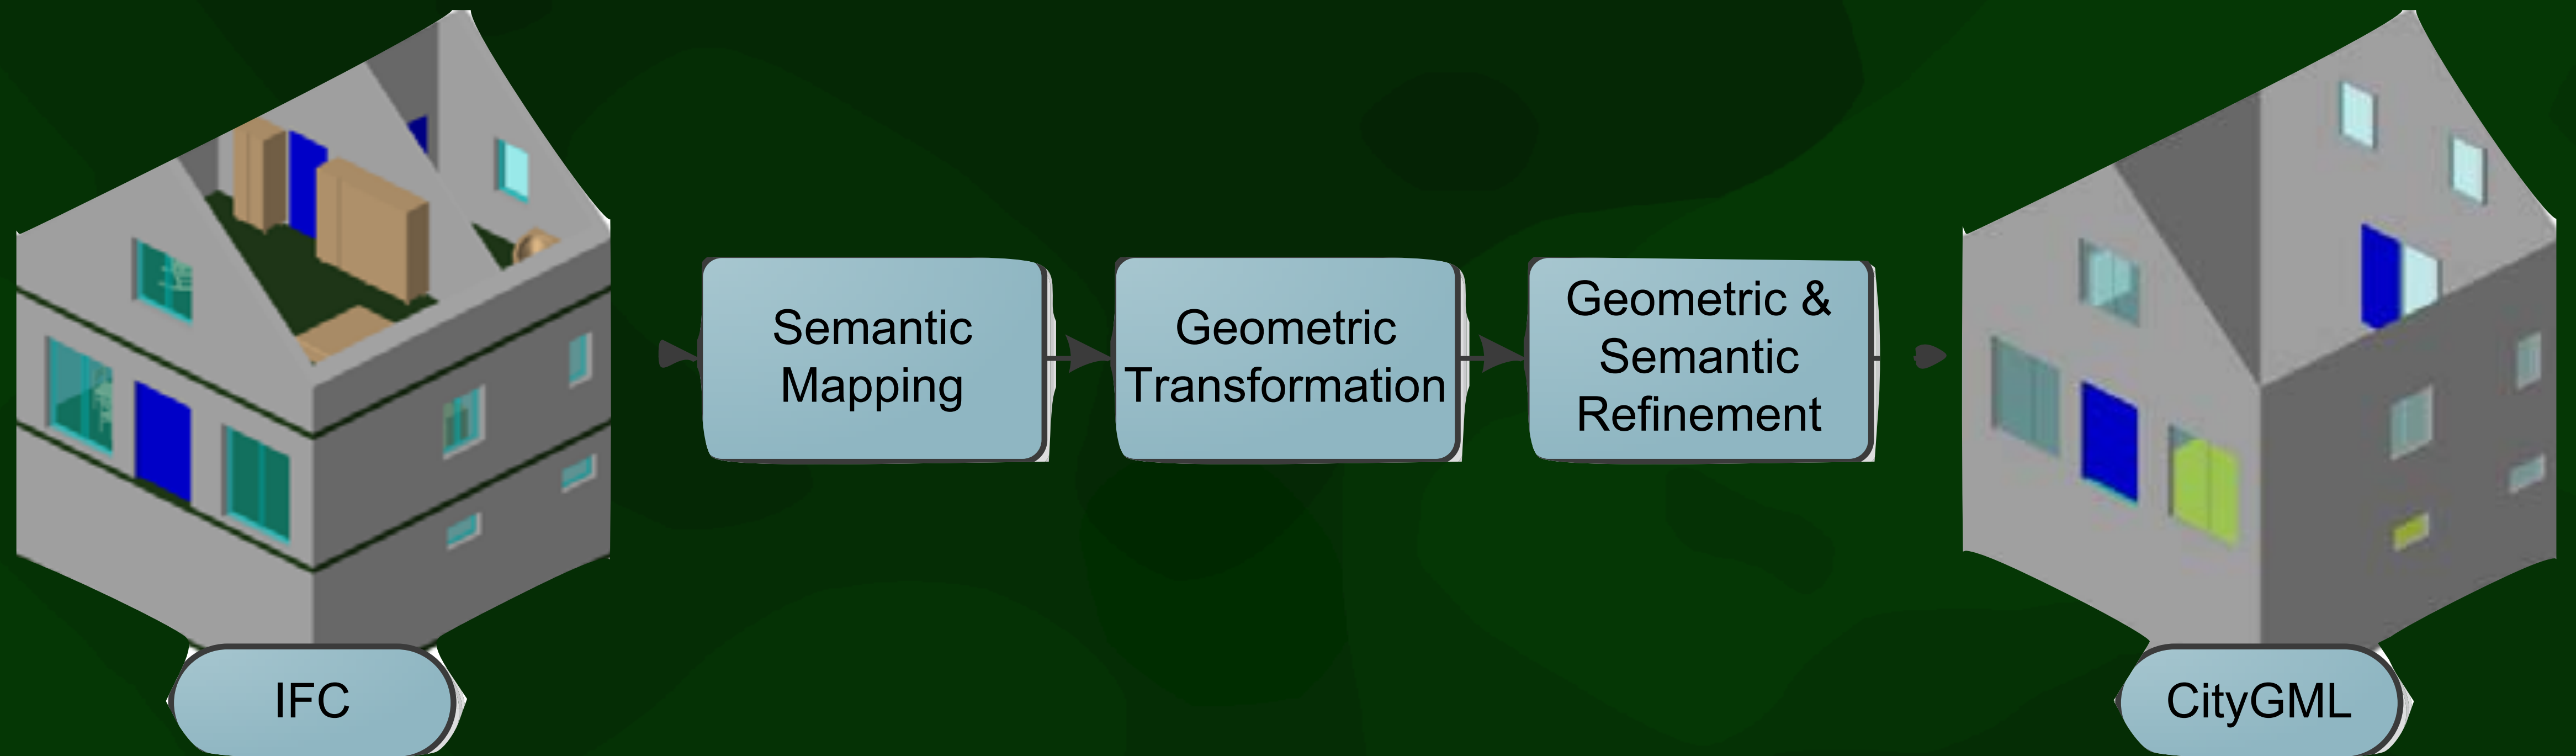 Semantic
Mapping
Geometric
Transformation
Geometric &
Semantic
Refinement
IFC
CityGML